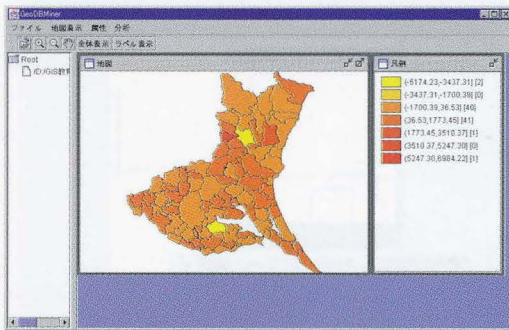 GeoDBMiner
ファイル 地図表示 属性 分析
全体表示 ラベル表示
Root
地図
凡例
(-6174.23,-3437.31] [2]
(-3437.31,-1700.39] [0]
(-1700.39,36.53] [40]
(36.53,1773.45] [41]
(1773.45,3510.37] [1]
(3510.37,5247.30] [0]
(5247.30,6984.22] [1]